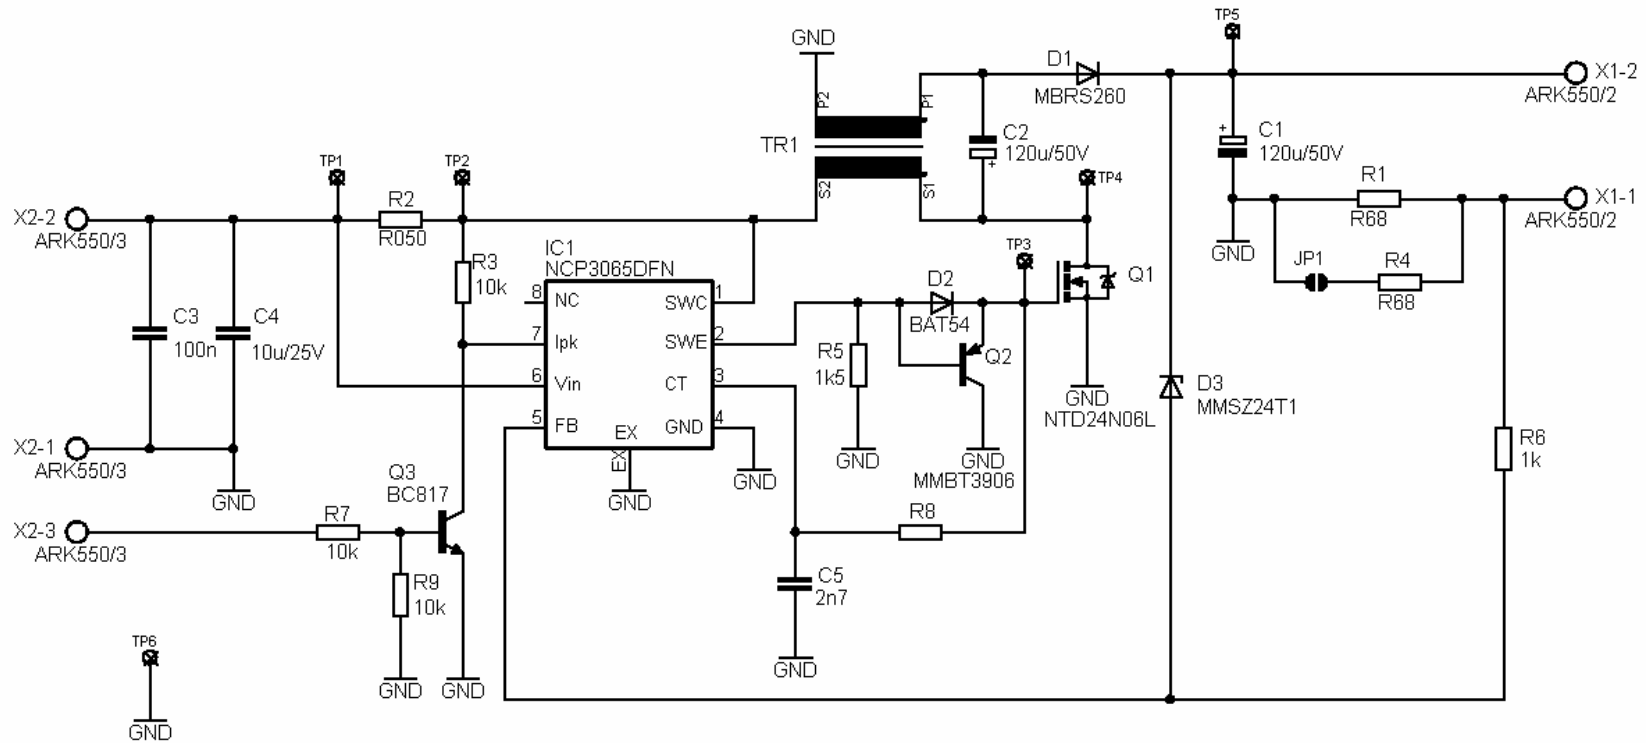 TP5
GND
D1
MBRS260
X1-2
ARK550/2
P2
P1
TR1
C2
120u/50V
+
+
C1
120u/50V
TP1
TP2
S2
S1
TP4
R1
R68
X1-1
ARK550/2
X2-2
ARK550/3
R2
R050
IC1
NCP3065DFN
TP3
GND
JP1
R4
R68
R3
10k
8
NC
SWC
1
D2
BAT54
Q1
C3
100n
C4
10u/25V
7
Ipk
SWE
2
R5
1k5
Q2
6
Vin
CT
3
GND
NTD24N06L
D3
MMSZ24T1
5
FB
EX
GND
4
X2-1
ARK550/3
EX
GND
GND
GND
GND
MMBT3906
R6
1k
GND
Q3
BC817
X2-3
ARK550/3
R7
10k
R8
R9
10k
C5
2n7
TP6
GND
GND
GND
GND